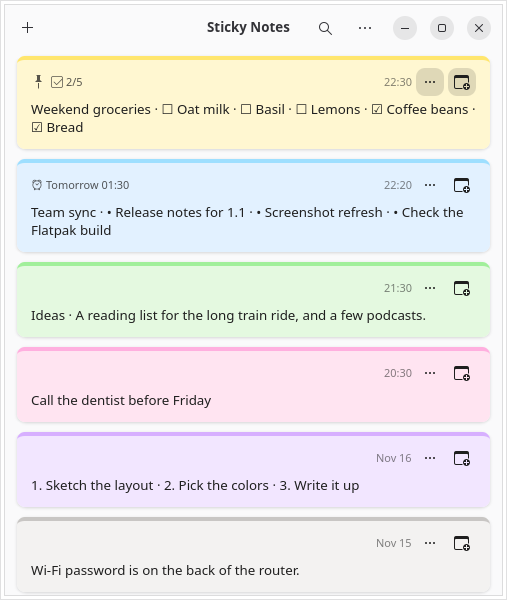 Sticky Notes
2/5
22:30
Weekend groceries · ☐ Oat milk · ☐ Basil · ☐ Lemons · ☑ Coffee beans ·
☑ Bread
Tomorrow 01:30
22:20
Team sync · • Release notes for 1.1 · • Screenshot refresh · • Check the
Flatpak build
21:30
Ideas · A reading list for the long train ride, and a few podcasts.
20:30
Call the dentist before Friday
Nov 16
1. Sketch the layout · 2. Pick the colors · 3. Write it up
Nov 15
Wi-Fi password is on the back of the router.